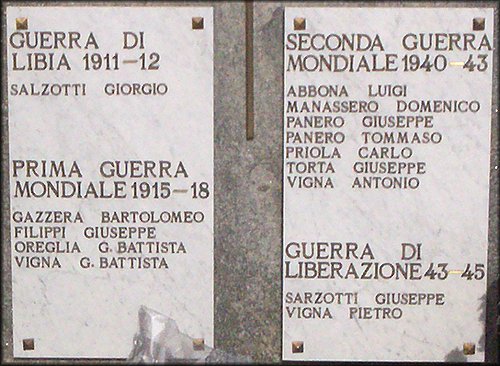 GUERRA DI
LIBIA 1911-12
SALZOTTI GIORGIO
PRIMA GUERRA
MONDIALE 1915-18
GAZZERA BARTOLOMEO
FILIPPI GIUSEPPE
OREGLIA G. BATTISTA
VIGNA G. BATTISTA
SECONDA GUERRA
MONDIALE 1940-43
ABBONA LUIGI
MANASSERO DOMENICO
PANERO GIUSEPPE
PANERO TOMMASO
PRIOLA CARLO
TORTA GIUSEPPE
VIGNA ANTONIO
GUERRA DI
LIBERAZIONE 43-45
SARZOTTI GIUSEPPE
VIGNA PIETRO